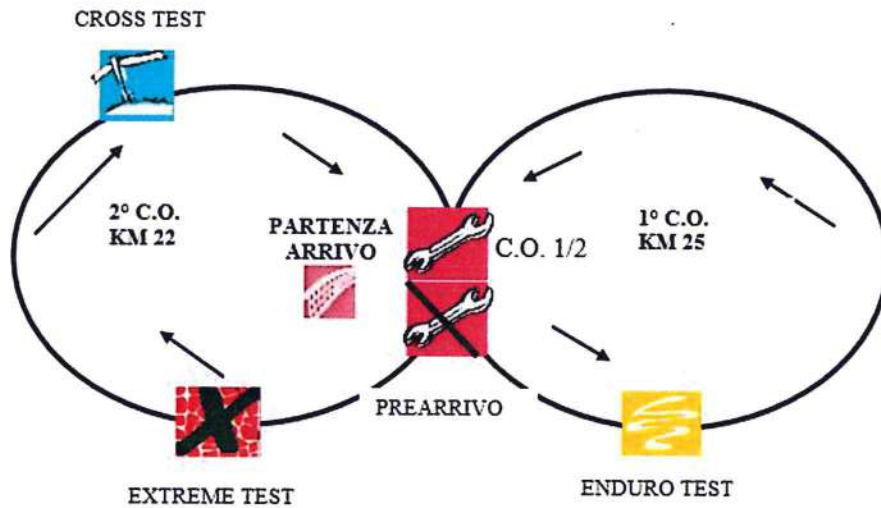 CROSS TEST
2° C.O.
KM 22
PARTENZA
ARRIVO
C.O. 1/2
1° C.O.
KM 25
PREARRIVO
EXTREME TEST
ENDURO TEST